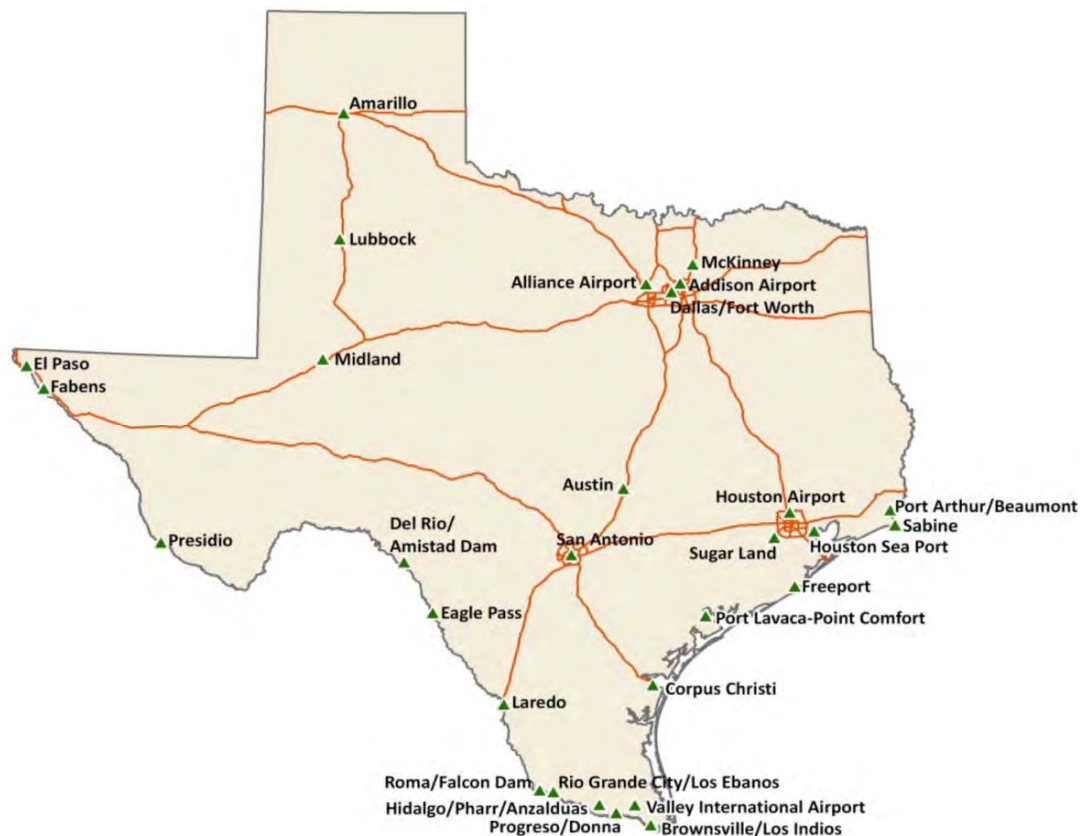 Amarillo
Lubbock
McKinney
Alliance Airport
Addison Airport
Dallas/Fort Worth
Midland
El Paso
Fabens
Austin
Houston Airport
Port Arthur/Beaumont
Sabine
Del Rio/
Amistad Dam
San Antonio
Presidio
Sugar Land
Houston Sea Port
Freeport
Eagle Pass
Port Lavaca-Point Comfort
Corpus Christi
Laredo
Roma/Falcon Dam
Rio Grande City/Los Ebanos
Hidalgo/Pharr/Anzalduas
Valley International Airport
Progreso/Donna
Brownsville/Los Indios